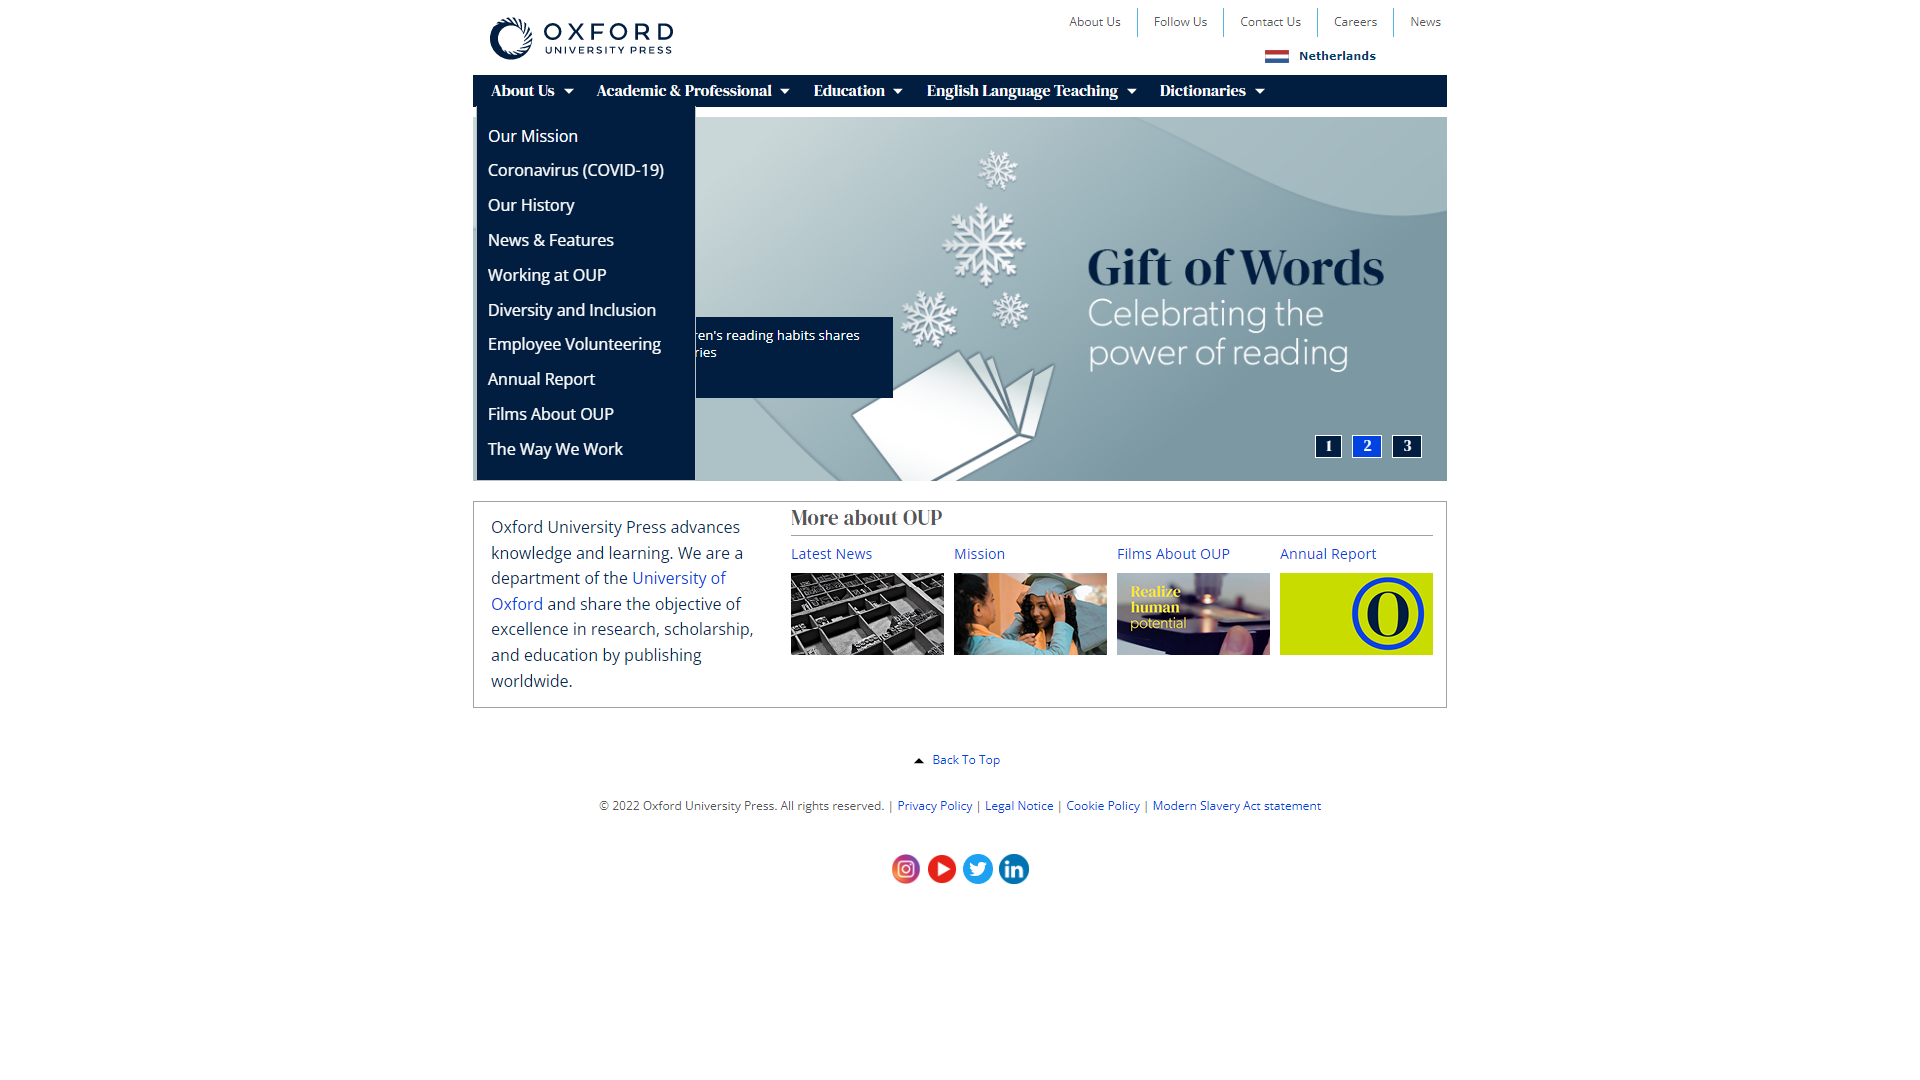 OXFORD
UNIVERSITY PRESS
About Us
Follow Us
Contact Us
Careers
News
Netherlands
About Us
Academic & Professional
Education
English Language Teaching
Dictionaries
Our Mission
Coronavirus (COVID-19)
Our History
News & Features
Working at OUP
Diversity and Inclusion
Employee Volunteering
Annual Report
Films About OUP
The Way We Work
reading habits shares
Gift of Words
Celebrating the
power of reading
1 2 3
Oxford University Press advances
knowledge and learning. We are a
department of the University of
Oxford and share the objective of
excellence in research, scholarship,
and education by publishing
worldwide.
More about OUP
Latest News
Mission
Films About OUP
Annual Report
Realize
human
potential
O
Back To Top
© 2022 Oxford University Press. All rights reserved. | Privacy Policy | Legal Notice | Cookie Policy | Modern Slavery Act statement
in